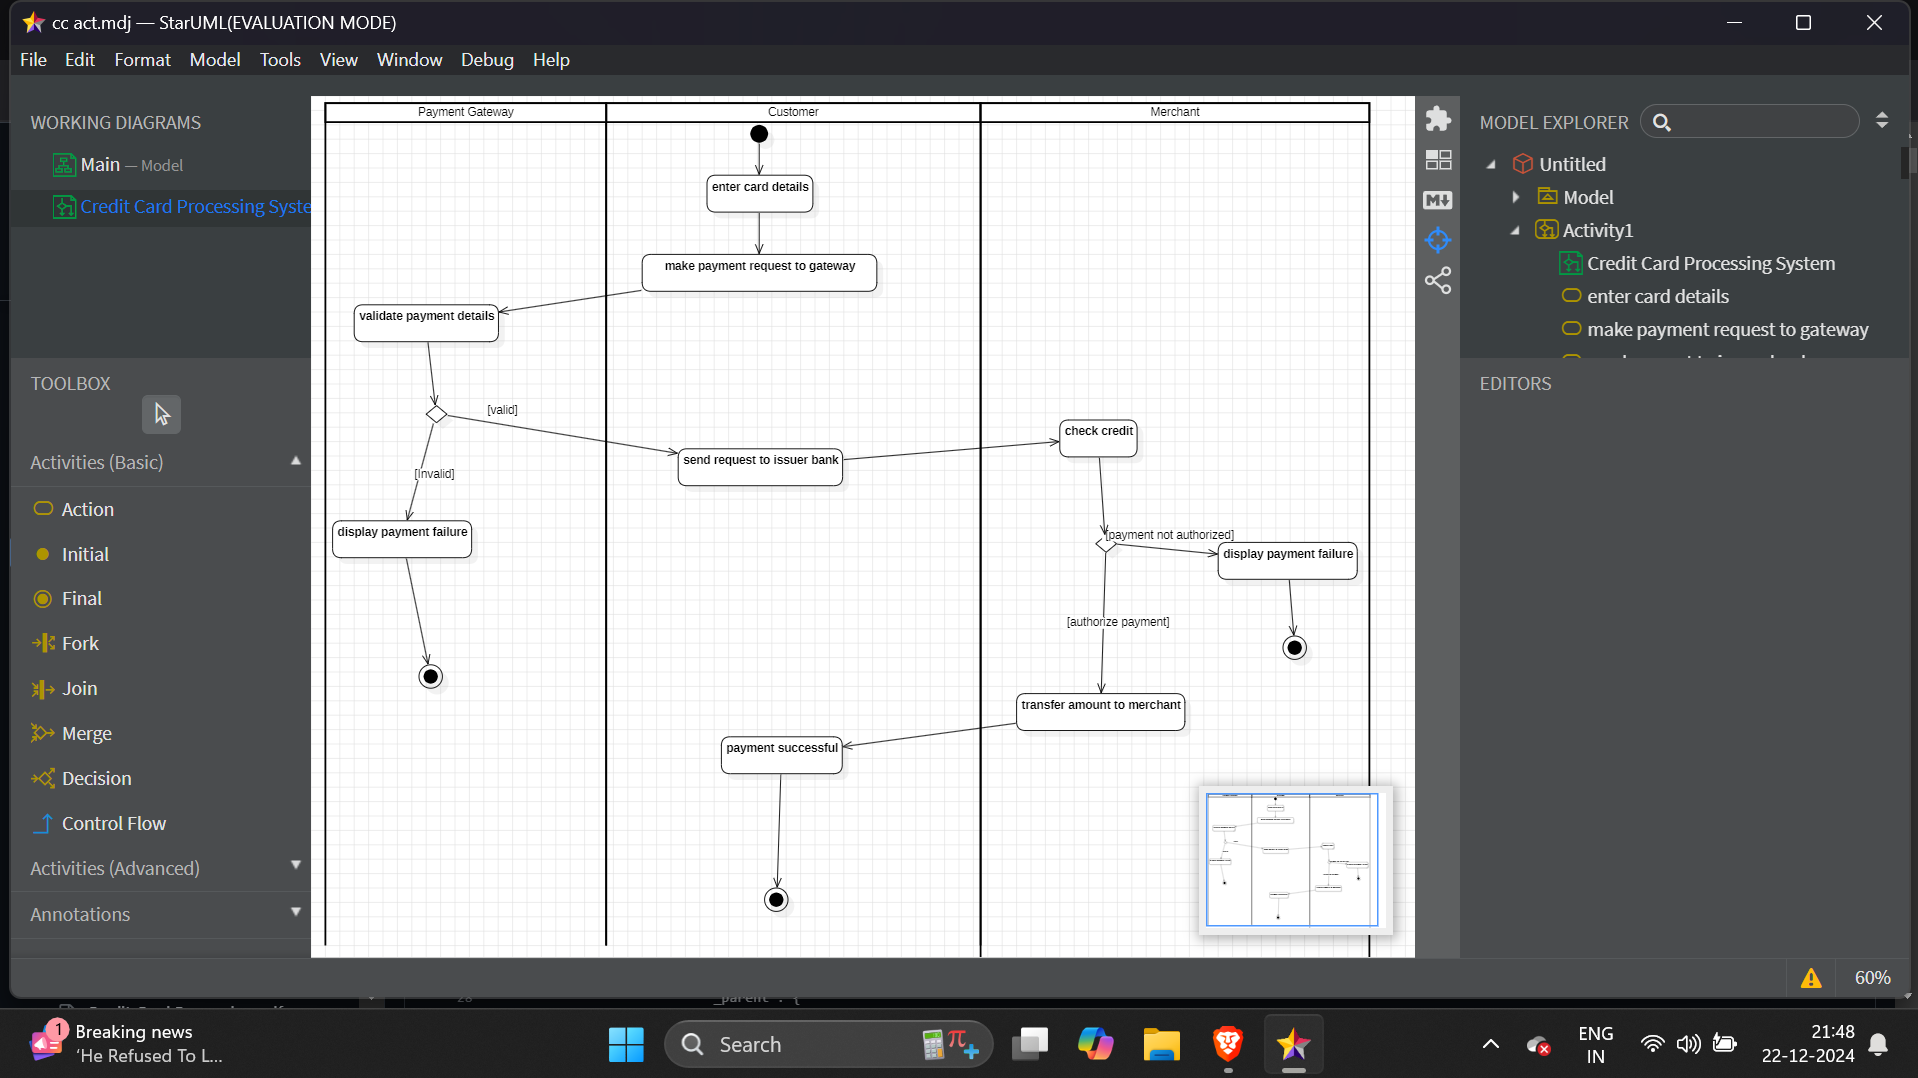 cc act.mdj — StarUML(EVALUATION MODE)
File Edit Format Model Tools View Window Debug Help
WORKING DIAGRAMS
Main — Model
Credit Card Processing Syste
TOOLBOX
Activities (Basic)
Action
Initial
Final
Fork
Join
Merge
Decision
Control Flow
Activities (Advanced)
Annotations
Payment Gateway
Customer
Merchant
enter card details
make payment request to gateway
validate payment details
[valid]
[Invalid]
send request to issuer bank
check credit
display payment failure
[payment not authorized]
display payment failure
[authorize payment]
transfer amount to merchant
payment successful
MODEL EXPLORER
Untitled
Model
Activity1
Credit Card Processing System
enter card details
make payment request to gateway
EDITORS
60%
28
_parent : {
1
Breaking news
'He Refused To L...
Search
ENG
IN
21:48
22-12-2024